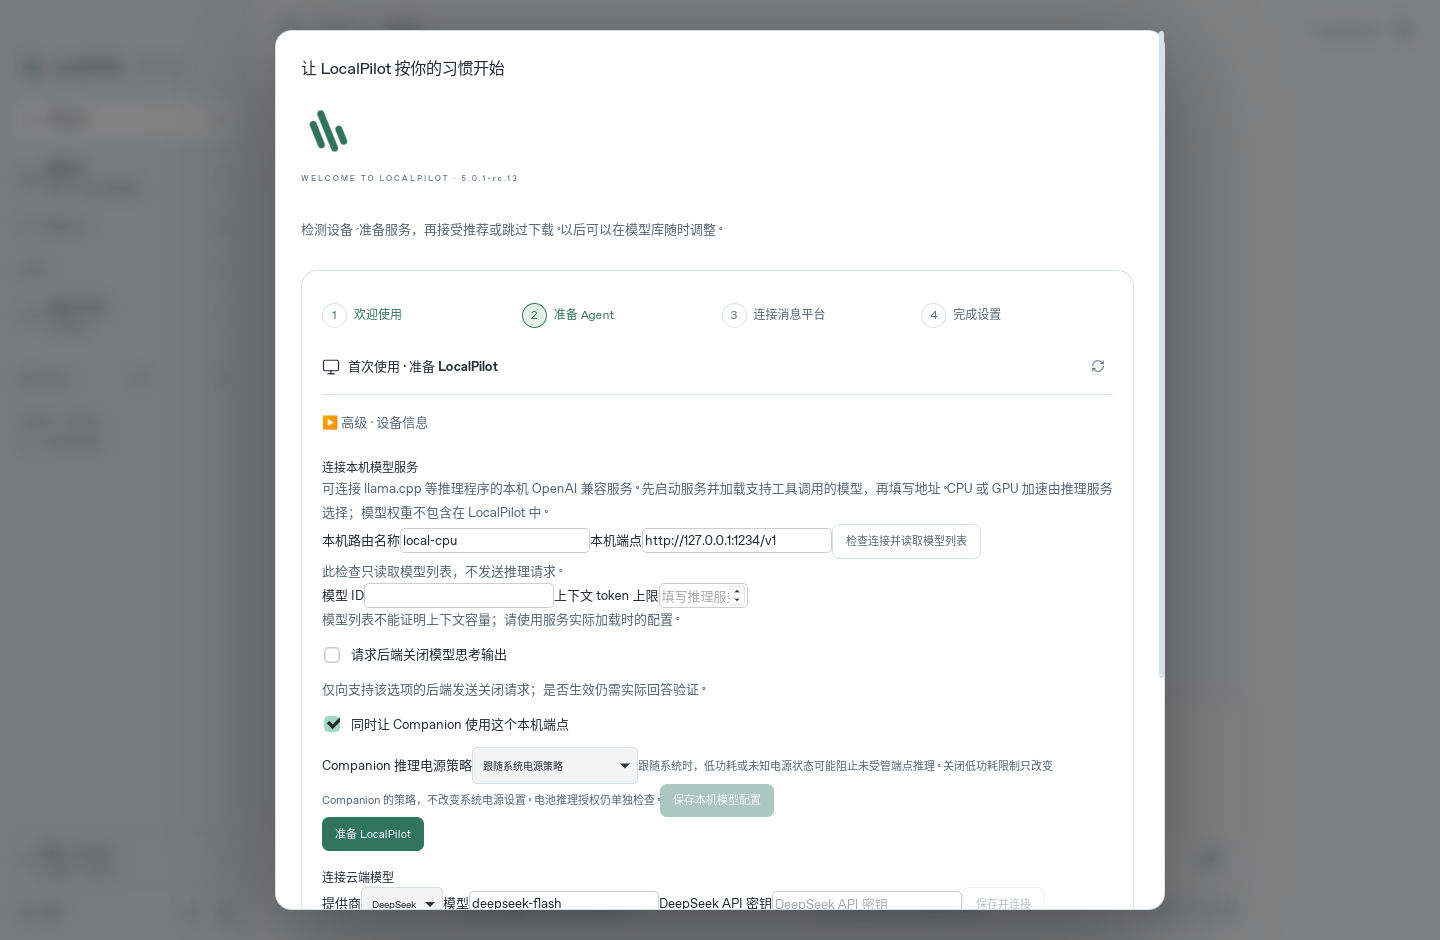 让 LocalPilot 按你的习惯开始
WELCOME TO LOCALPILOT · 5.0.1-rc.13
检测设备、准备服务，再接受推荐或跳过下载。以后可以在模型库随时调整。
1 欢迎使用 2 准备 Agent 3 连接消息平台 4 完成设置
首次使用 · 准备 LocalPilot
高级 · 设备信息
连接本机模型服务
可连接 llama.cpp 等推理程序的本机 OpenAI 兼容服务。先启动服务并加载支持工具调用的模型，再填写地址。CPU 或 GPU 加速由推理服务
选择；模型权重不包含在 LocalPilot 中。
本机路由名称 local-cpu 本机端点 http://127.0.0.1:1234/v1 检查连接并读取模型列表
此检查只读取模型列表，不发送推理请求。
模型 ID 上下文 token 上限 填写推理服
模型列表不能证明上下文容量；请使用服务实际加载时的配置。
请求后端关闭模型思考输出
仅向支持该选项的后端发送关闭请求；是否生效仍需实际回答验证。
同时让 Companion 使用这个本机端点
Companion 推理电源策略 跟随系统电源策略 跟随系统时，低功耗或未知电源状态可能阻止未受管端点推理。关闭低功耗限制只改变
Companion 的策略，不改变系统电源设置。电池推理授权仍单独检查。 保存本机模型配置
准备 LocalPilot
连接云端模型
提供商 DeepSeek 模型 deepseek-flash DeepSeek API 密钥 DeepSeek API 密钥 保存并连接